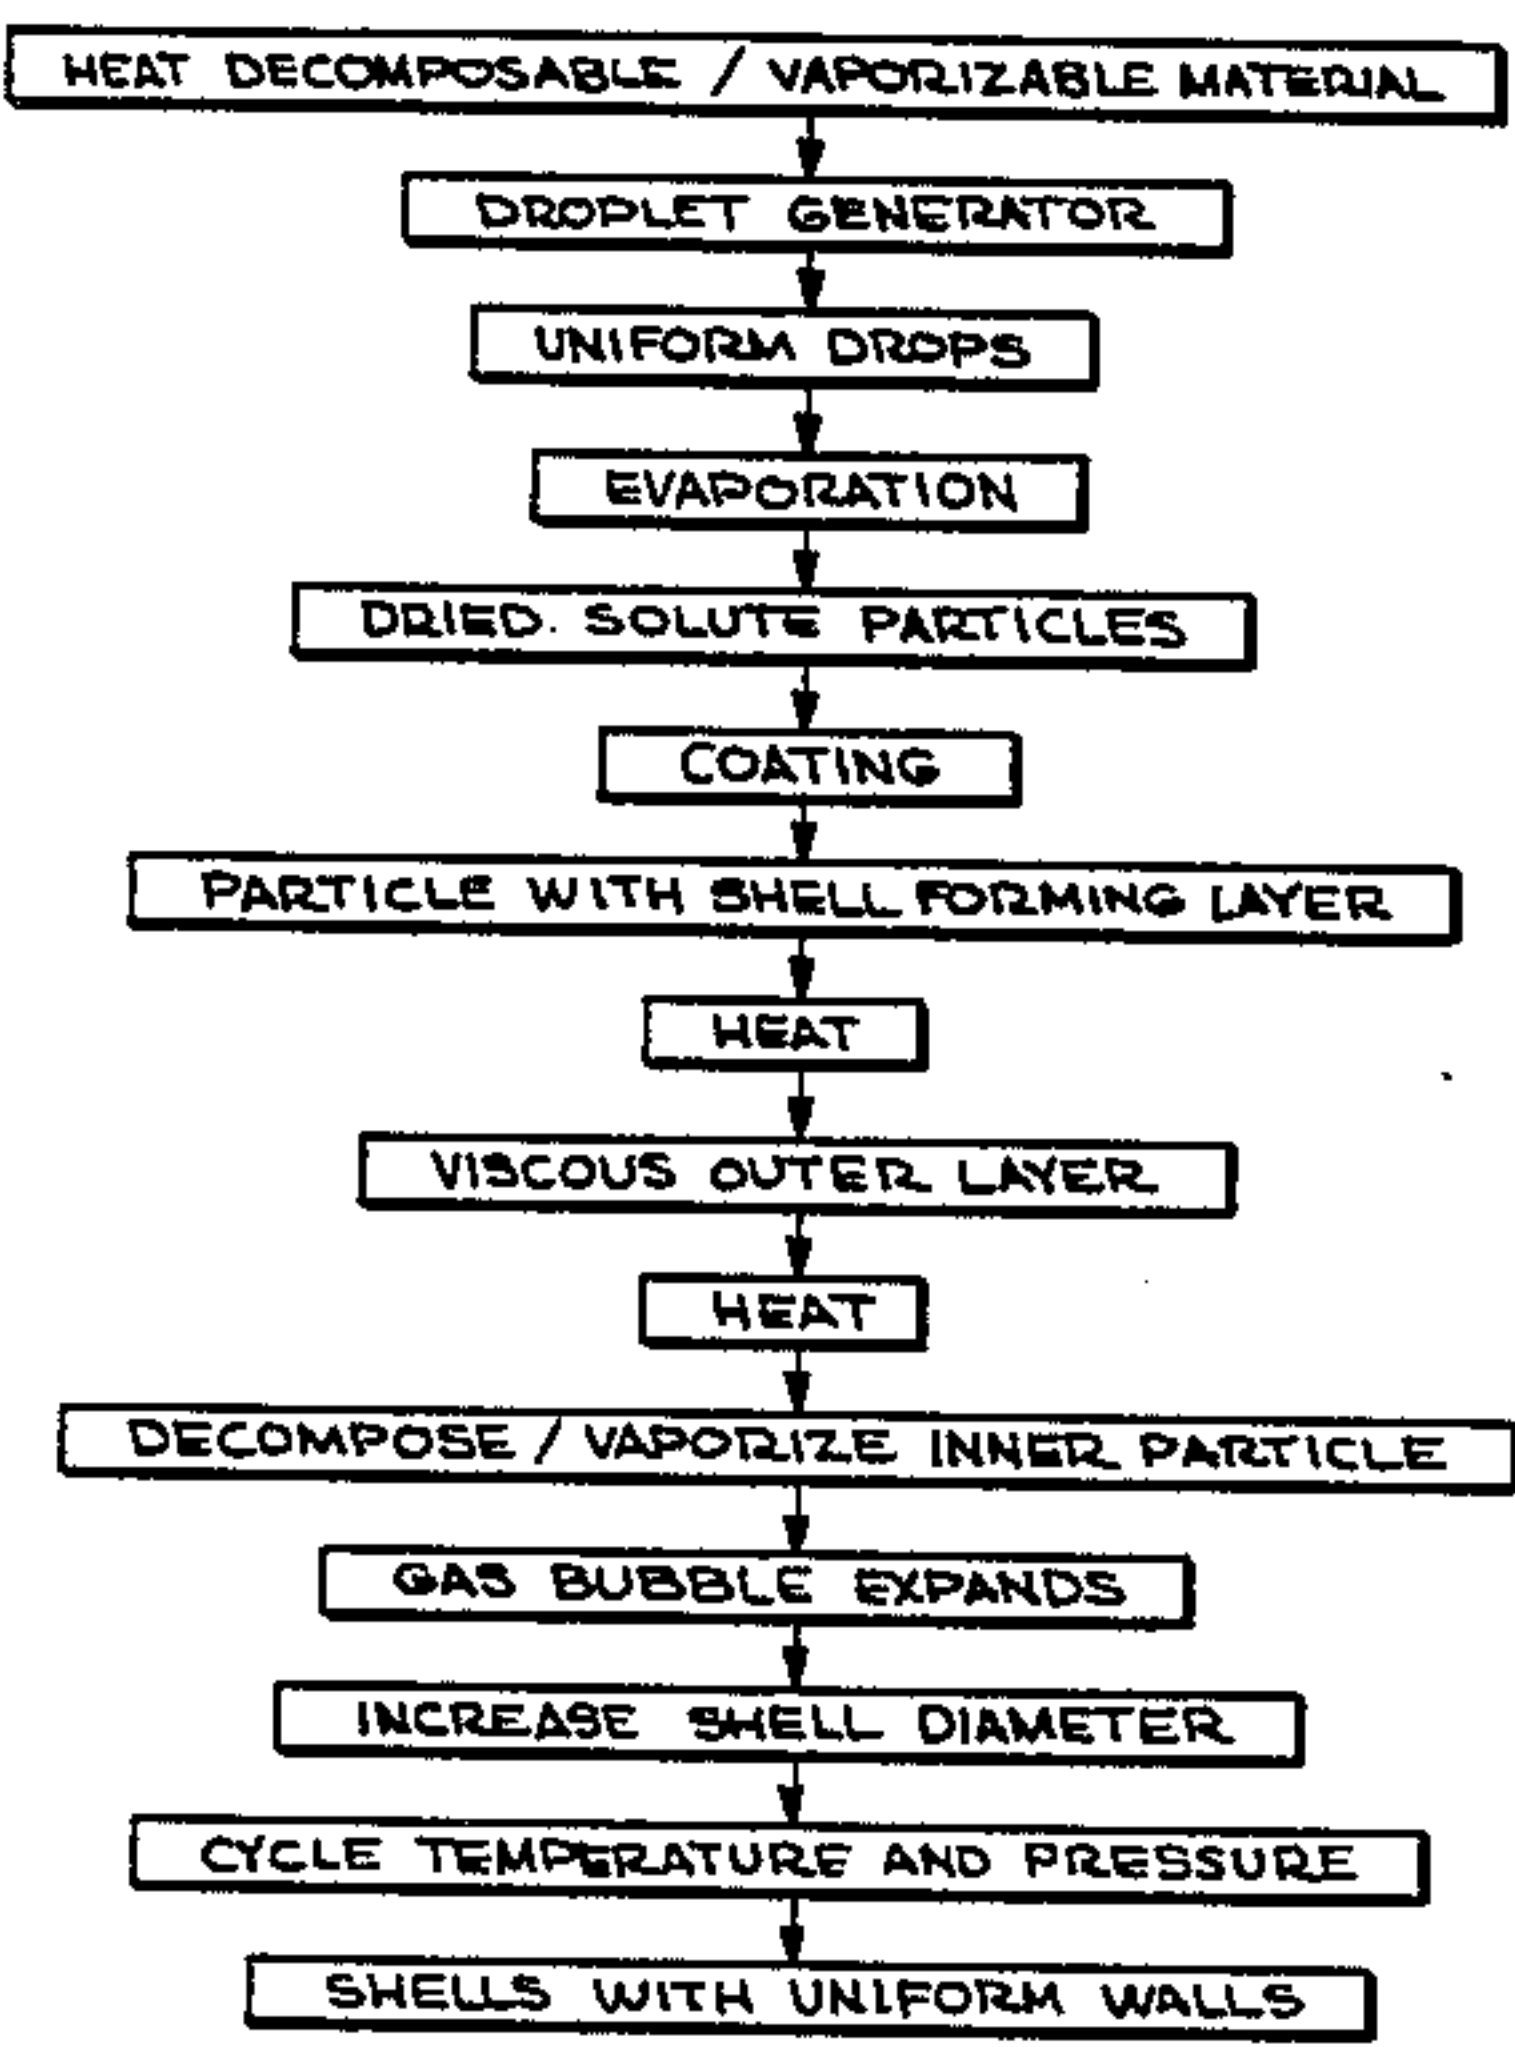 HEAT DECOMPOSABLE / VAPORIZABLE MATERIAL
DROPLET GENERATOR
UNIFORM DROPS
EVAPORATION
DRIED. SOLUTE PARTICLES
COATING
PARTICLE WITH SHELL FORMING LAYER
HEAT
VISCOUS OUTER LAYER
HEAT
DECOMPOSE / VAPORIZE INNER PARTICLE
GAS BUBBLE EXPANDS
INCREASE SHELL DIAMETER
CYCLE TEMPERATURE AND PRESSURE
SHELLS WITH UNIFORM WALLS